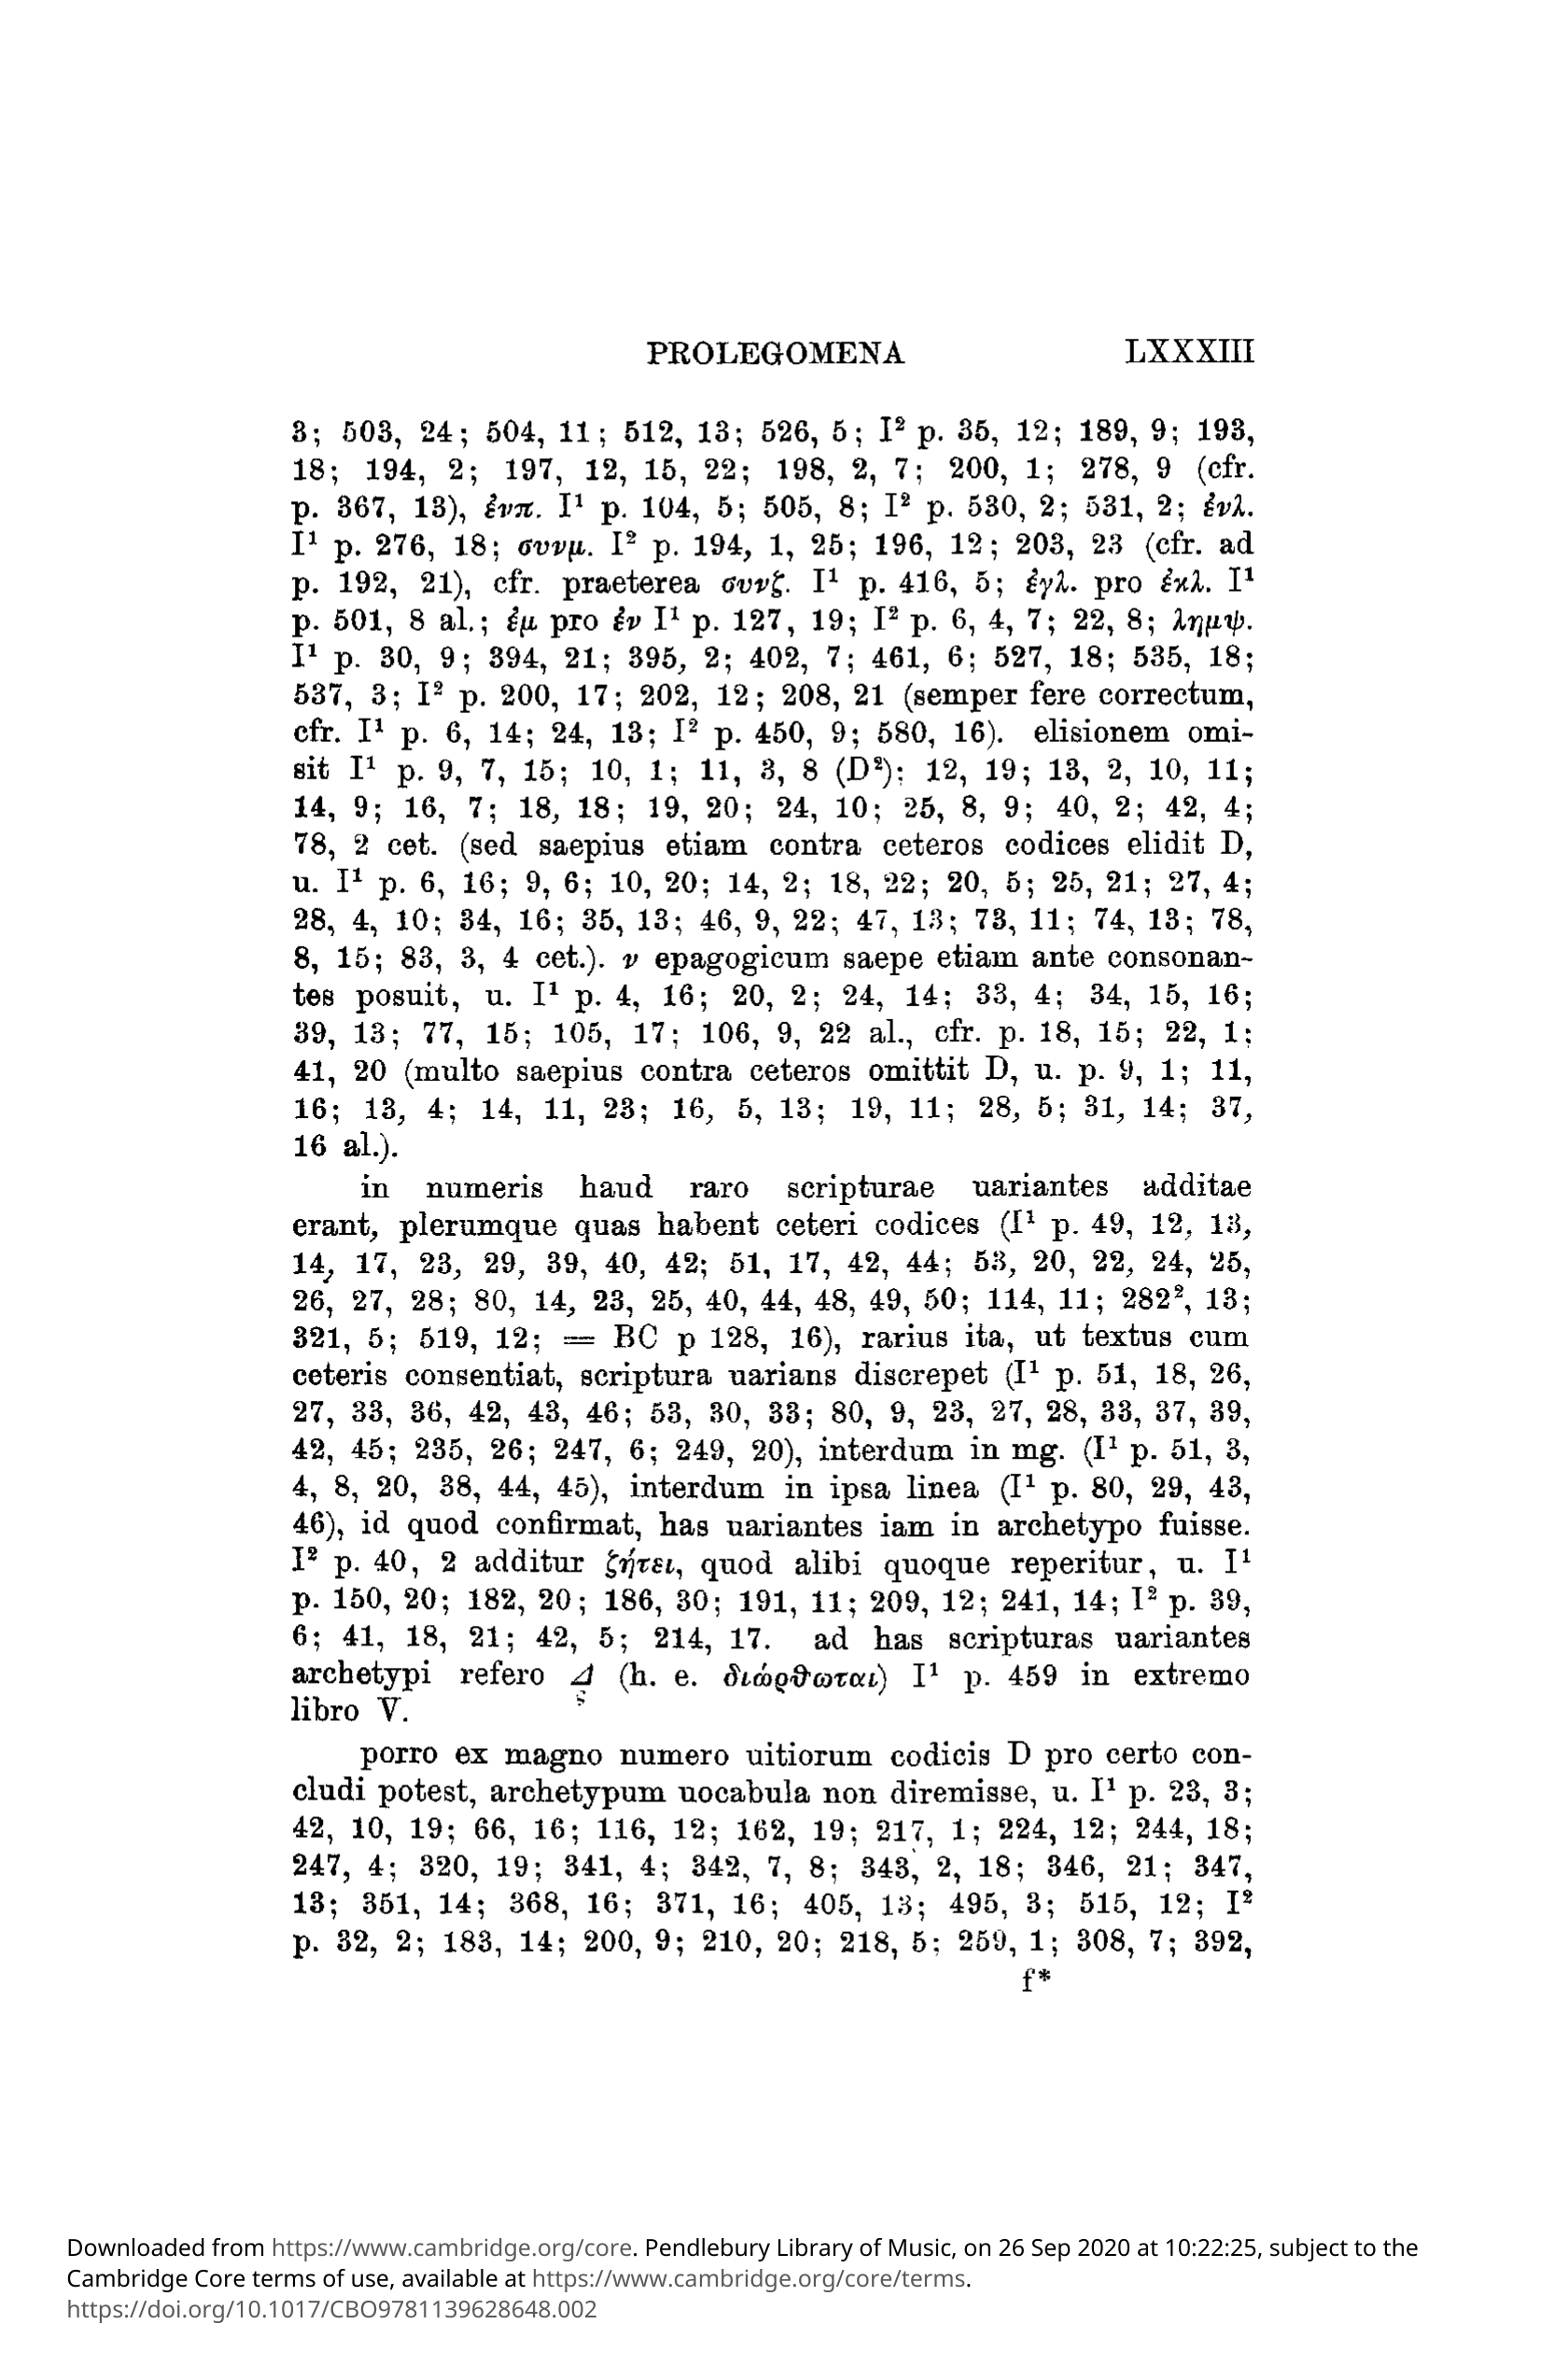 PROLEGOMENA LXXXIII
3; 503, 24; 504, 11; 512, 13; 526, 5; I² p. 35, 12; 189, 9; 193,
18; 194, 2; 197, 12, 15, 22; 198, 2, 7; 200, 1; 278, 9 (cfr.
p. 367, 13), ἐνπ. I¹ p. 104, 5; 505, 8; I² p. 530, 2; 531, 2; ἐνλ.
I¹ p. 276, 18; συνμ. I² p. 194, 1, 25; 196, 12; 203, 23 (cfr. ad
p. 192, 21), cfr. praeterea συνζ. I¹ p. 416, 5; ἐγλ. pro ἐκλ. I¹
p. 501, 8 al.; ἐμ pro ἐν I¹ p. 127, 19; I² p. 6, 4, 7; 22, 8; λημψ.
I¹ p. 30, 9; 394, 21; 395, 2; 402, 7; 461, 6; 527, 18; 535, 18;
537, 3; I² p. 200, 17; 202, 12; 208, 21 (semper fere correctum,
cfr. I¹ p. 6, 14; 24, 13; I² p. 450, 9; 580, 16). elisionem omi-
sit I¹ p. 9, 7, 15; 10, 1; 11, 3, 8 (D²); 12, 19; 13, 2, 10, 11;
14, 9; 16, 7; 18, 18; 19, 20; 24, 10; 25, 8, 9; 40, 2; 42, 4;
78, 2 cet. (sed saepius etiam contra ceteros codices elidit D,
u. I¹ p. 6, 16; 9, 6; 10, 20; 14, 2; 18, 22; 20, 5; 25, 21; 27, 4;
28, 4, 10; 34, 16; 35, 13; 46, 9, 22; 47, 13; 73, 11; 74, 13; 78,
8, 15; 83, 3, 4 cet.). ν epagogicum saepe etiam ante consonan-
tes posuit, u. I¹ p. 4, 16; 20, 2; 24, 14; 33, 4; 34, 15, 16;
39, 13; 77, 15; 105, 17; 106, 9, 22 al., cfr. p. 18, 15; 22, 1;
41, 20 (multo saepius contra ceteros omittit D, u. p. 9, 1; 11,
16; 13, 4; 14, 11, 23; 16, 5, 13; 19, 11; 28, 5; 31, 14; 37,
16 al.).
in numeris haud raro scripturae uariantes additae
erant, plerumque quas habent ceteri codices (I¹ p. 49, 12, 13,
14, 17, 23, 29, 39, 40, 42; 51, 17, 42, 44; 53, 20, 22, 24, 25,
26, 27, 28; 80, 14, 23, 25, 40, 44, 48, 49, 50; 114, 11; 282², 13;
321, 5; 519, 12; = BC p 128, 16), rarius ita, ut textus cum
ceteris consentiat, scriptura uarians discrepet (I¹ p. 51, 18, 26,
27, 33, 36, 42, 43, 46; 53, 30, 33; 80, 9, 23, 27, 28, 33, 37, 39,
42, 45; 235, 26; 247, 6; 249, 20), interdum in mg. (I¹ p. 51, 3,
4, 8, 20, 38, 44, 45), interdum in ipsa linea (I¹ p. 80, 29, 43,
46), id quod confirmat, has uariantes iam in archetypo fuisse.
I² p. 40, 2 additur ζήτει, quod alibi quoque reperitur, u. I¹
p. 150, 20; 182, 20; 186, 30; 191, 11; 209, 12; 241, 14; I² p. 39,
6; 41, 18, 21; 42, 5; 214, 17. ad has scripturas uariantes
archetypi refero Δ (h. e. διώρθωται) I¹ p. 459 in extremo
libro V.
porro ex magno numero uitiorum codicis D pro certo con-
cludi potest, archetypum uocabula non diremisse, u. I¹ p. 23, 3;
42, 10, 19; 66, 16; 116, 12; 162, 19; 217, 1; 224, 12; 244, 18;
247, 4; 320, 19; 341, 4; 342, 7, 8; 343, 2, 18; 346, 21; 347,
13; 351, 14; 368, 16; 371, 16; 405, 13; 495, 3; 515, 12; I²
p. 32, 2; 183, 14; 200, 9; 210, 20; 218, 5; 259, 1; 308, 7; 392,
f*
Downloaded from https://www.cambridge.org/core. Pendlebury Library of Music, on 26 Sep 2020 at 10:22:25, subject to the
Cambridge Core terms of use, available at https://www.cambridge.org/core/terms.
https://doi.org/10.1017/CBO9781139628648.002